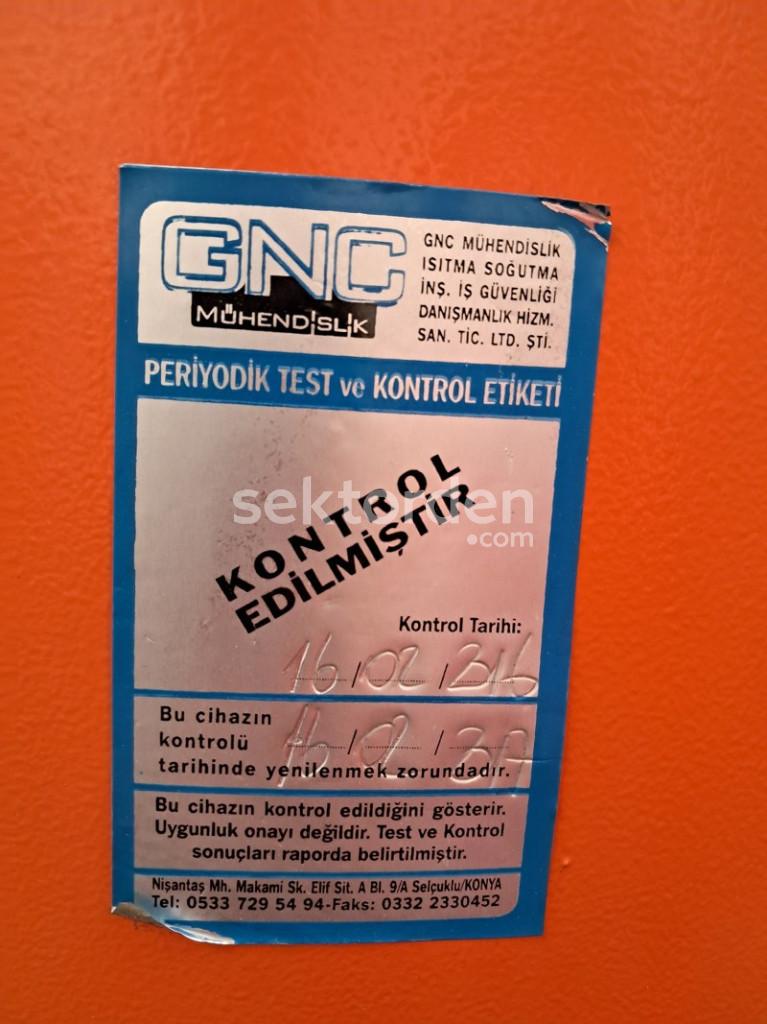 GNC
MÜHENDİSLİK
GNC MÜHENDİSLİK
ISITMA SOĞUTMA
İNŞ. İŞ GÜVENLİĞİ
DANIŞMANLIK HİZM.
SAN. TİC. LTD. ŞTİ.
PERİYODİK TEST ve KONTROL ETİKETİ
KONTROL
EDİLMİŞTİR
sektorden
.com
Kontrol Tarihi:
16/02/
Bu cihazın
kontrolü
tarihinde yenilenmek zorundadır.
Bu cihazın kontrol edildiğini gösterir.
Uygunluk onayı değildir. Test ve Kontrol
sonuçları raporda belirtilmiştir.
Nişantaş Mh. Makami Sk. Elif Sit. A Bl. 9/A Selçuklu/KONYA
Tel: 0533 729 54 94-Faks: 0332 2330452